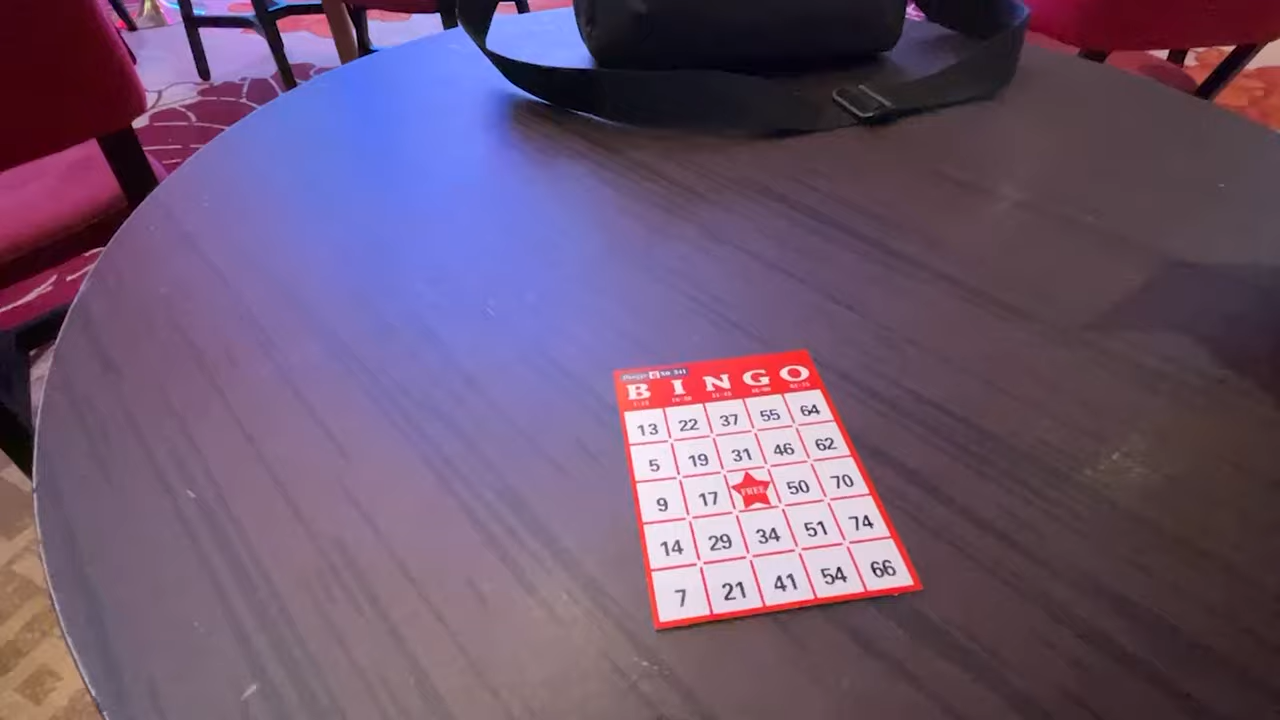 B I N G O
13 22 37 55 64
5 19 31 46 62
9 17 FREE 50 70
14 29 34 51 74
7 21 41 54 66